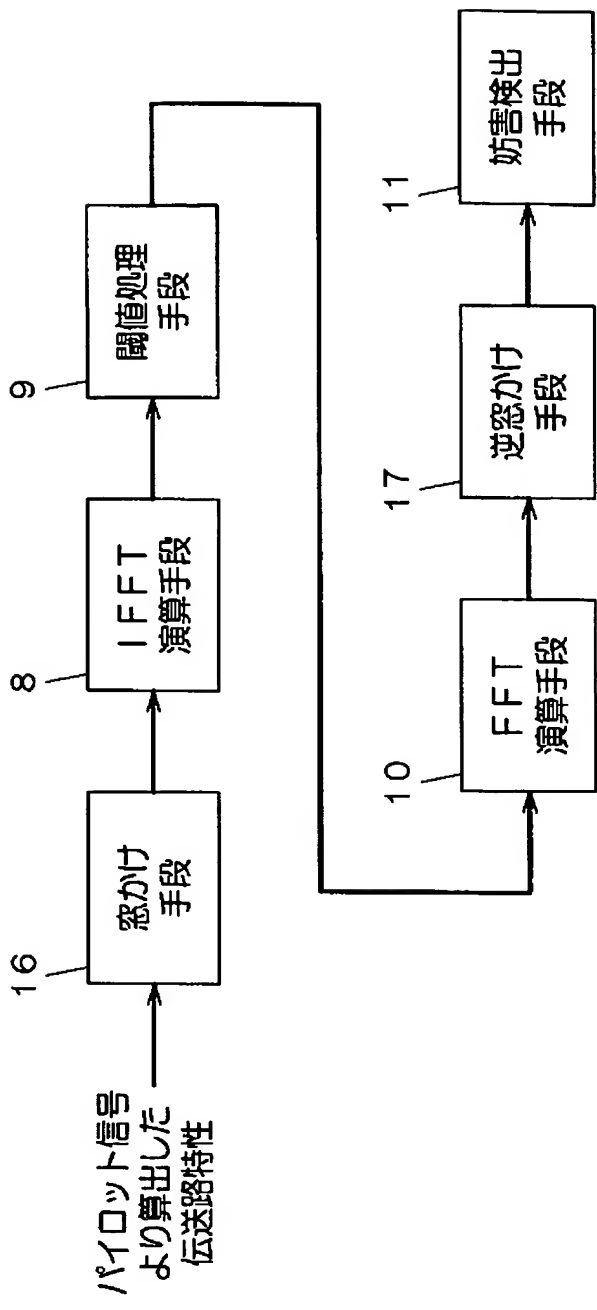 パイロット信号
より算出した
伝送路特性
16
窓かけ
手段
8
IFFT
演算手段
9
閾値処理
手段
10
FFT
演算手段
17
逆窓かけ
手段
11
妨害検出
手段